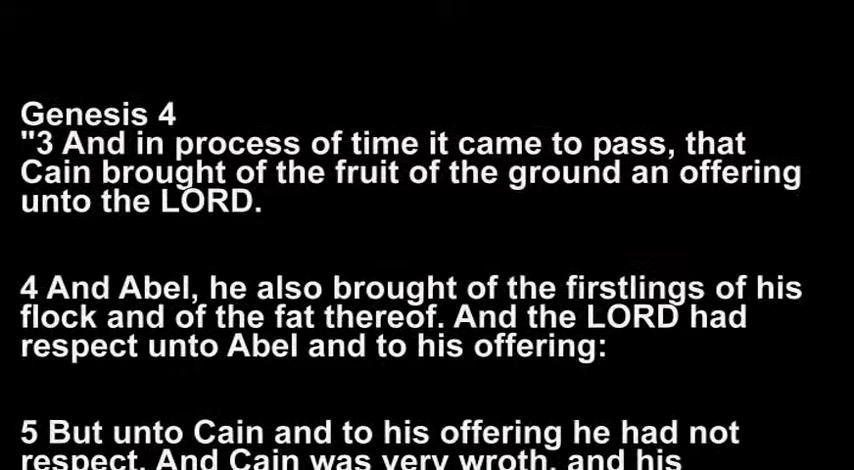 Genesis 4
"3 And in process of time it came to pass, that
Cain brought of the fruit of the ground an offering
unto the LORD.
4 And Abel, he also brought of the firstlings of his
flock and of the fat thereof. And the LORD had
respect unto Abel and to his offering:
5 But unto Cain and to his offering he had not
respect. And Cain was very wroth, and his